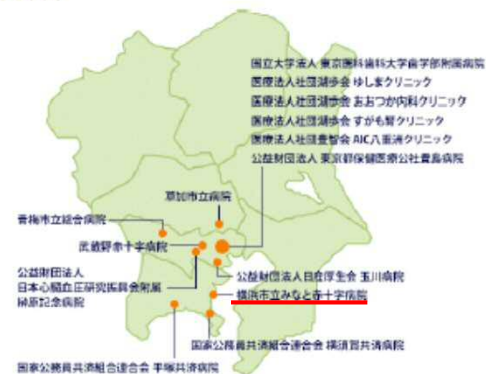 国立大学法人 東京医科歯科大学歯学部附属病院
医療法人社団湖歩会 ゆしまクリニック
医療法人社団湖歩会 おおつか内科クリニック
医療法人社団湖歩会 すがも腎クリニック
医療法人社団豊智会 AIC八重洲クリニック
公益財団法人 東京都保健医療公社豊島病院
草加市立病院
青梅市立総合病院
武蔵野赤十字病院
公益財団法人
日本心臓血圧研究振興会附属
榊原記念病院
公益財団法人日産厚生会 玉川病院
横浜市立みなと赤十字病院
国家公務員共済組合連合会 横須賀共済病院
国家公務員共済組合連合会 平塚共済病院